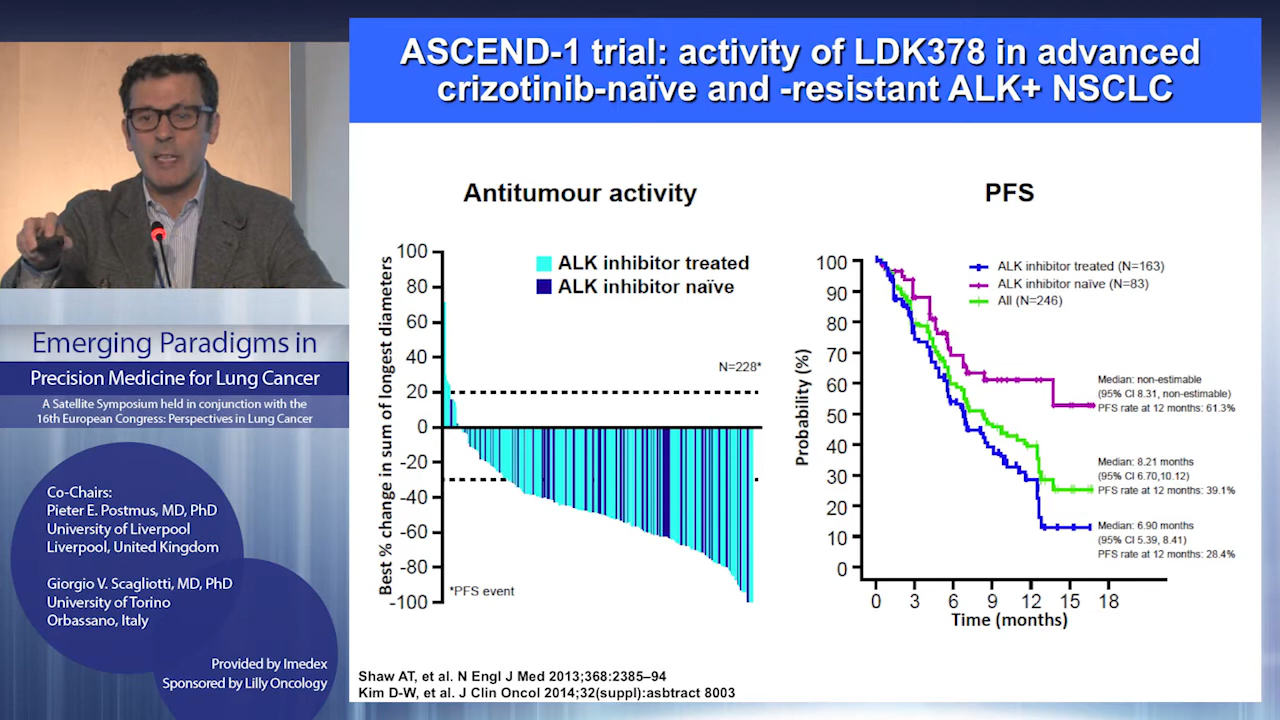 ASCEND-1 trial: activity of LDK378 in advanced
crizotinib-naïve and -resistant ALK+ NSCLC
Emerging Paradigms in
Precision Medicine for Lung Cancer
A Satellite Symposium held in conjunction with the
16th European Congress: Perspectives in Lung Cancer
Co-Chairs:
Pieter E. Postmus, MD, PhD
University of Liverpool
Liverpool, United Kingdom
Giorgio V. Scagliotti, MD, PhD
University of Torino
Orbassano, Italy
Provided by Imedex
Sponsored by Lilly Oncology
Antitumour activity
Best % change in sum of longest diameters
100
80
60
40
20
0
-20
-40
-60
-80
-100
ALK inhibitor treated
ALK inhibitor naïve
N=228*
*PFS event
PFS
Probability (%)
100
90
80
70
60
50
40
30
20
10
0
ALK inhibitor treated (N=163)
ALK inhibitor naïve (N=83)
All (N=246)
Median: non-estimable
(95% CI 8.31, non-estimable)
PFS rate at 12 months: 61.3%
Median: 8.21 months
(95% CI 6.70,10.12)
PFS rate at 12 months: 39.1%
Median: 6.90 months
(95% CI 5.39, 8.41)
PFS rate at 12 months: 28.4%
0 3 6 9 12 15 18
Time (months)
Shaw AT, et al. N Engl J Med 2013;368:2385–94
Kim D-W, et al. J Clin Oncol 2014;32(suppl):asbtract 8003